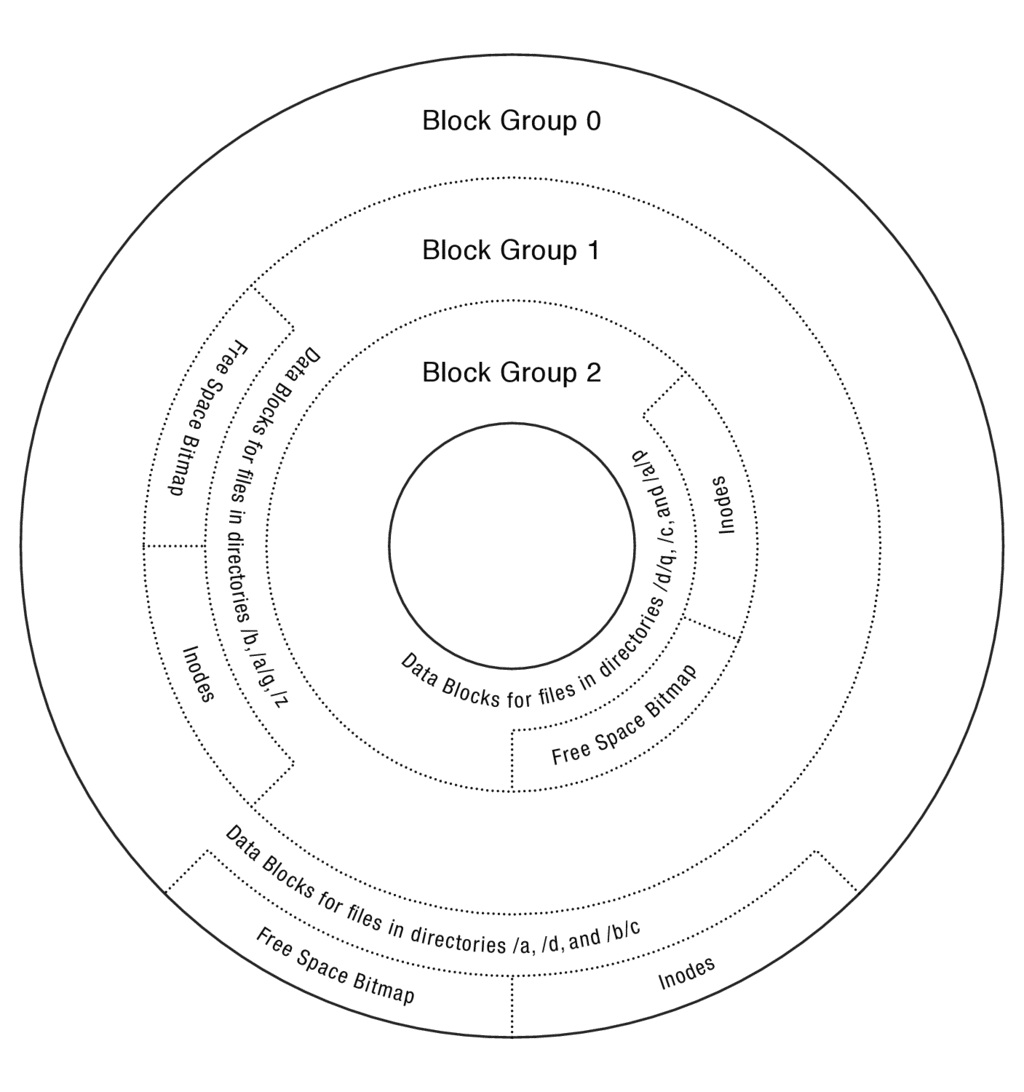 Block Group 0
Block Group 1
Block Group 2
Free Space Bitmap
Data Blocks for files in directories /b, /a/g, /z
Inodes
Inodes
Data Blocks for files in directories /d/q, /c, and /a/p
Free Space Bitmap
Data Blocks for files in directories /a, /d, and /b/c
Free Space Bitmap
Inodes